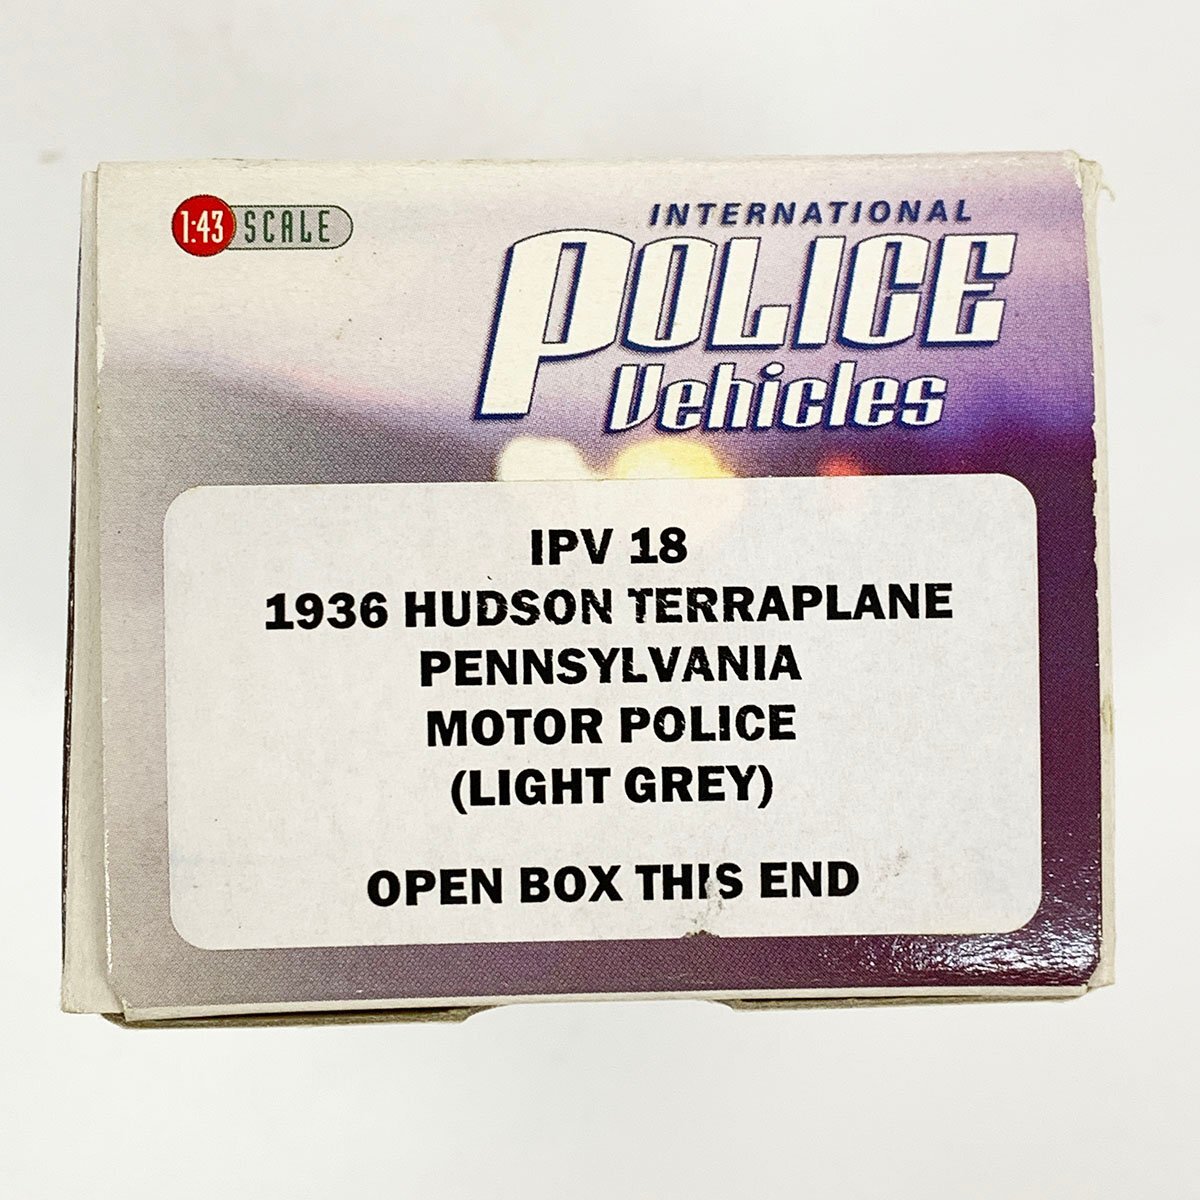 1:43 SCALE
INTERNATIONAL
POLICE
Vehicles
IPV 18
1936 HUDSON TERRAPLANE
PENNSYLVANIA
MOTOR POLICE
(LIGHT GREY)
OPEN BOX THIS END